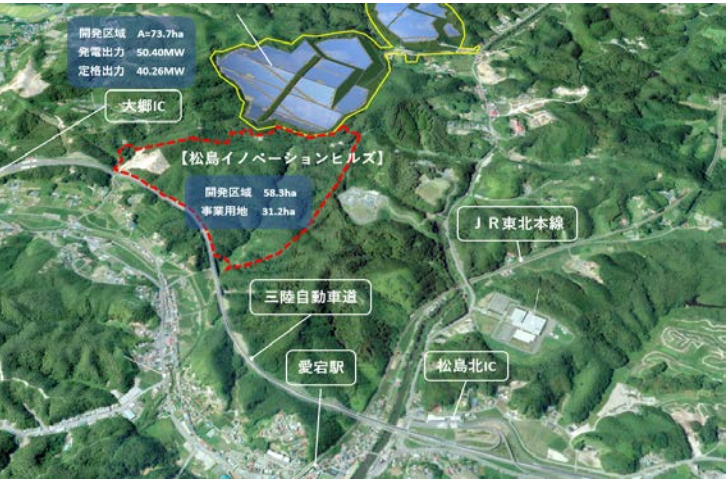 開発区域 A=73.7ha
発電出力 50.40MW
定格出力 40.26MW
大郷IC
【松島イノベーションヒルズ】
開発区域 58.3ha
事業用地 31.2ha
JR東北本線
三陸自動車道
愛宕駅
松島北IC